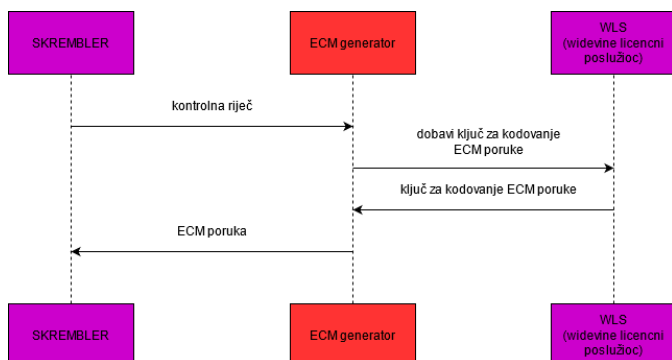 SKREMBLER
ECM generator
WLS
(widevine licencni
poslužioc)
kontrolna riječ
dobavi ključ za kodovanje
ECM poruke
ključ za kodovanje ECM poruke
ECM poruka
SKREMBLER
ECM generator
WLS
(widevine licencni
poslužioc)